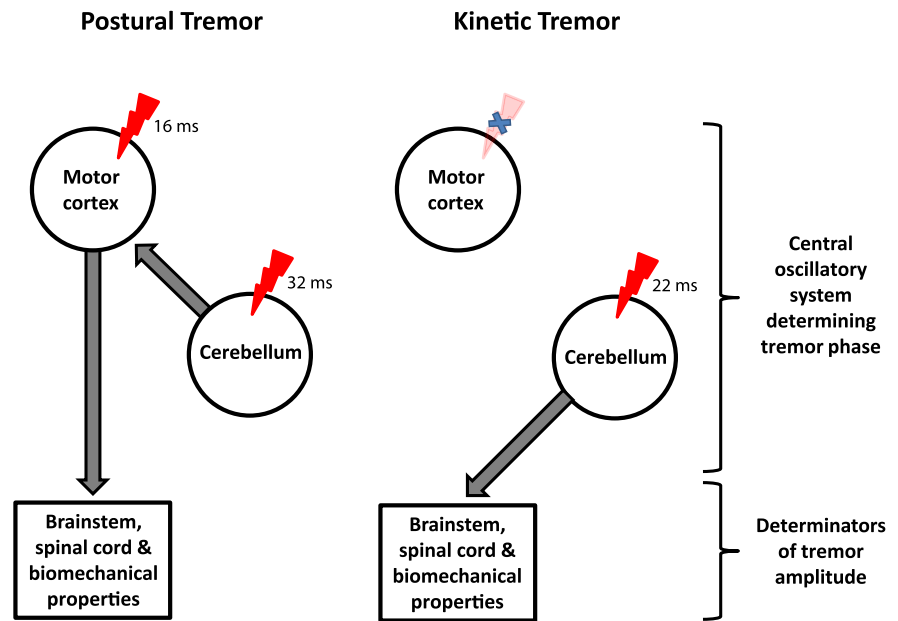 Postural Tremor
Kinetic Tremor
16 ms
Motor
cortex
32 ms
Cerebellum
Brainstem,
spinal cord &
biomechanical
properties
Motor
cortex
22 ms
Cerebellum
Brainstem,
spinal cord &
biomechanical
properties
Central
oscillatory
system
determining
tremor phase
Determinators
of tremor
amplitude